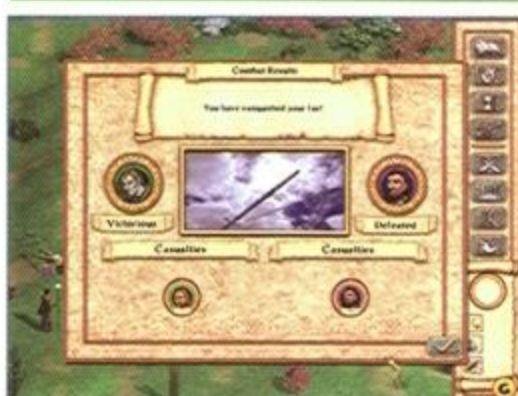 Combat Results
You have vanquished your foe!
Victorious
Defeated
Casualties
Casualties
G